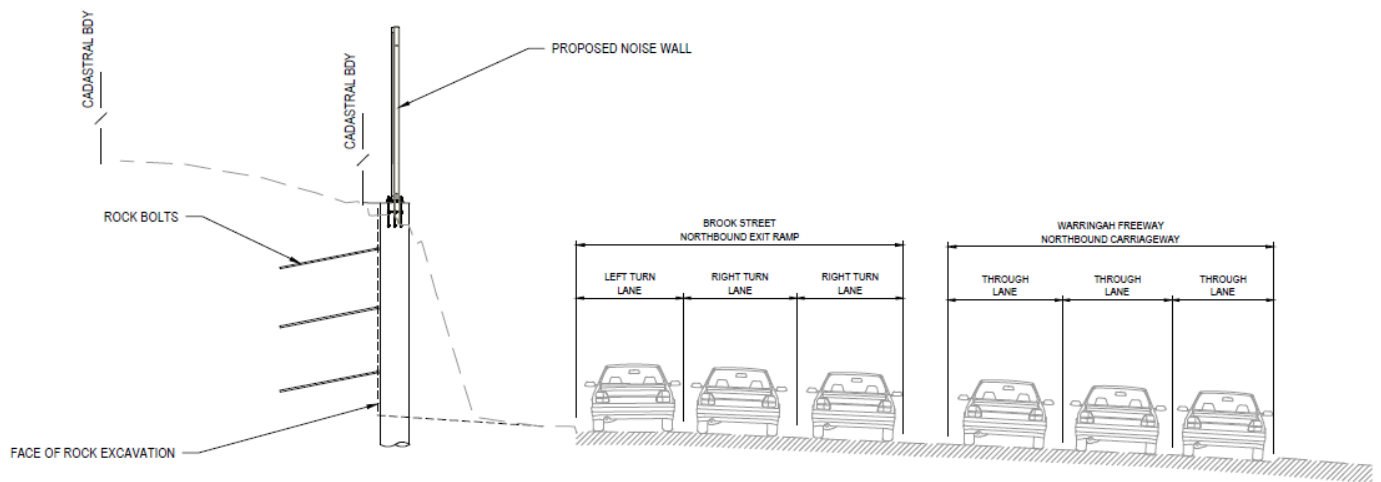 CADASTRAL BDY
CADASTRAL BDY
PROPOSED NOISE WALL
ROCK BOLTS
FACE OF ROCK EXCAVATION
BROOK STREET
NORTHBOUND EXIT RAMP
LEFT TURN
LANE
RIGHT TURN
LANE
RIGHT TURN
LANE
WARRINGAH FREEWAY
NORTHBOUND CARRIAGEWAY
THROUGH
LANE
THROUGH
LANE
THROUGH
LANE